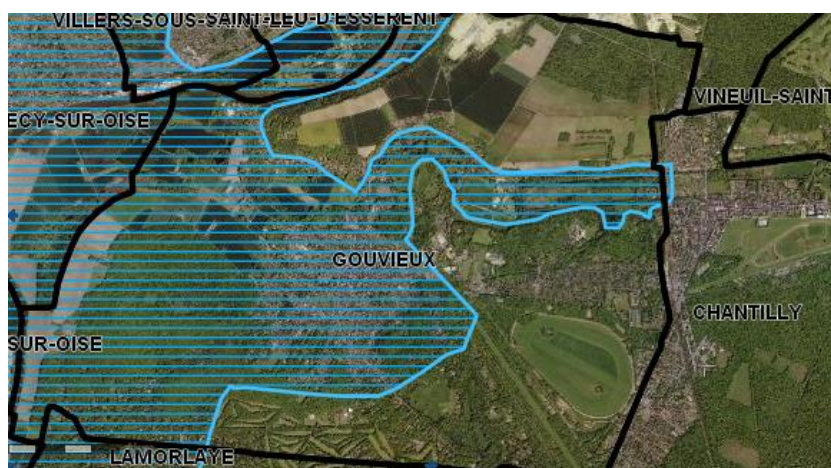 VILLERS-SOUS-SAINT-LEU-D'ESSERENT
VINEUIL-SAINT
ECY-SUR-OISE
GOUVIEUX
CHANTILLY
SUR-OISE
LAMORLAYE